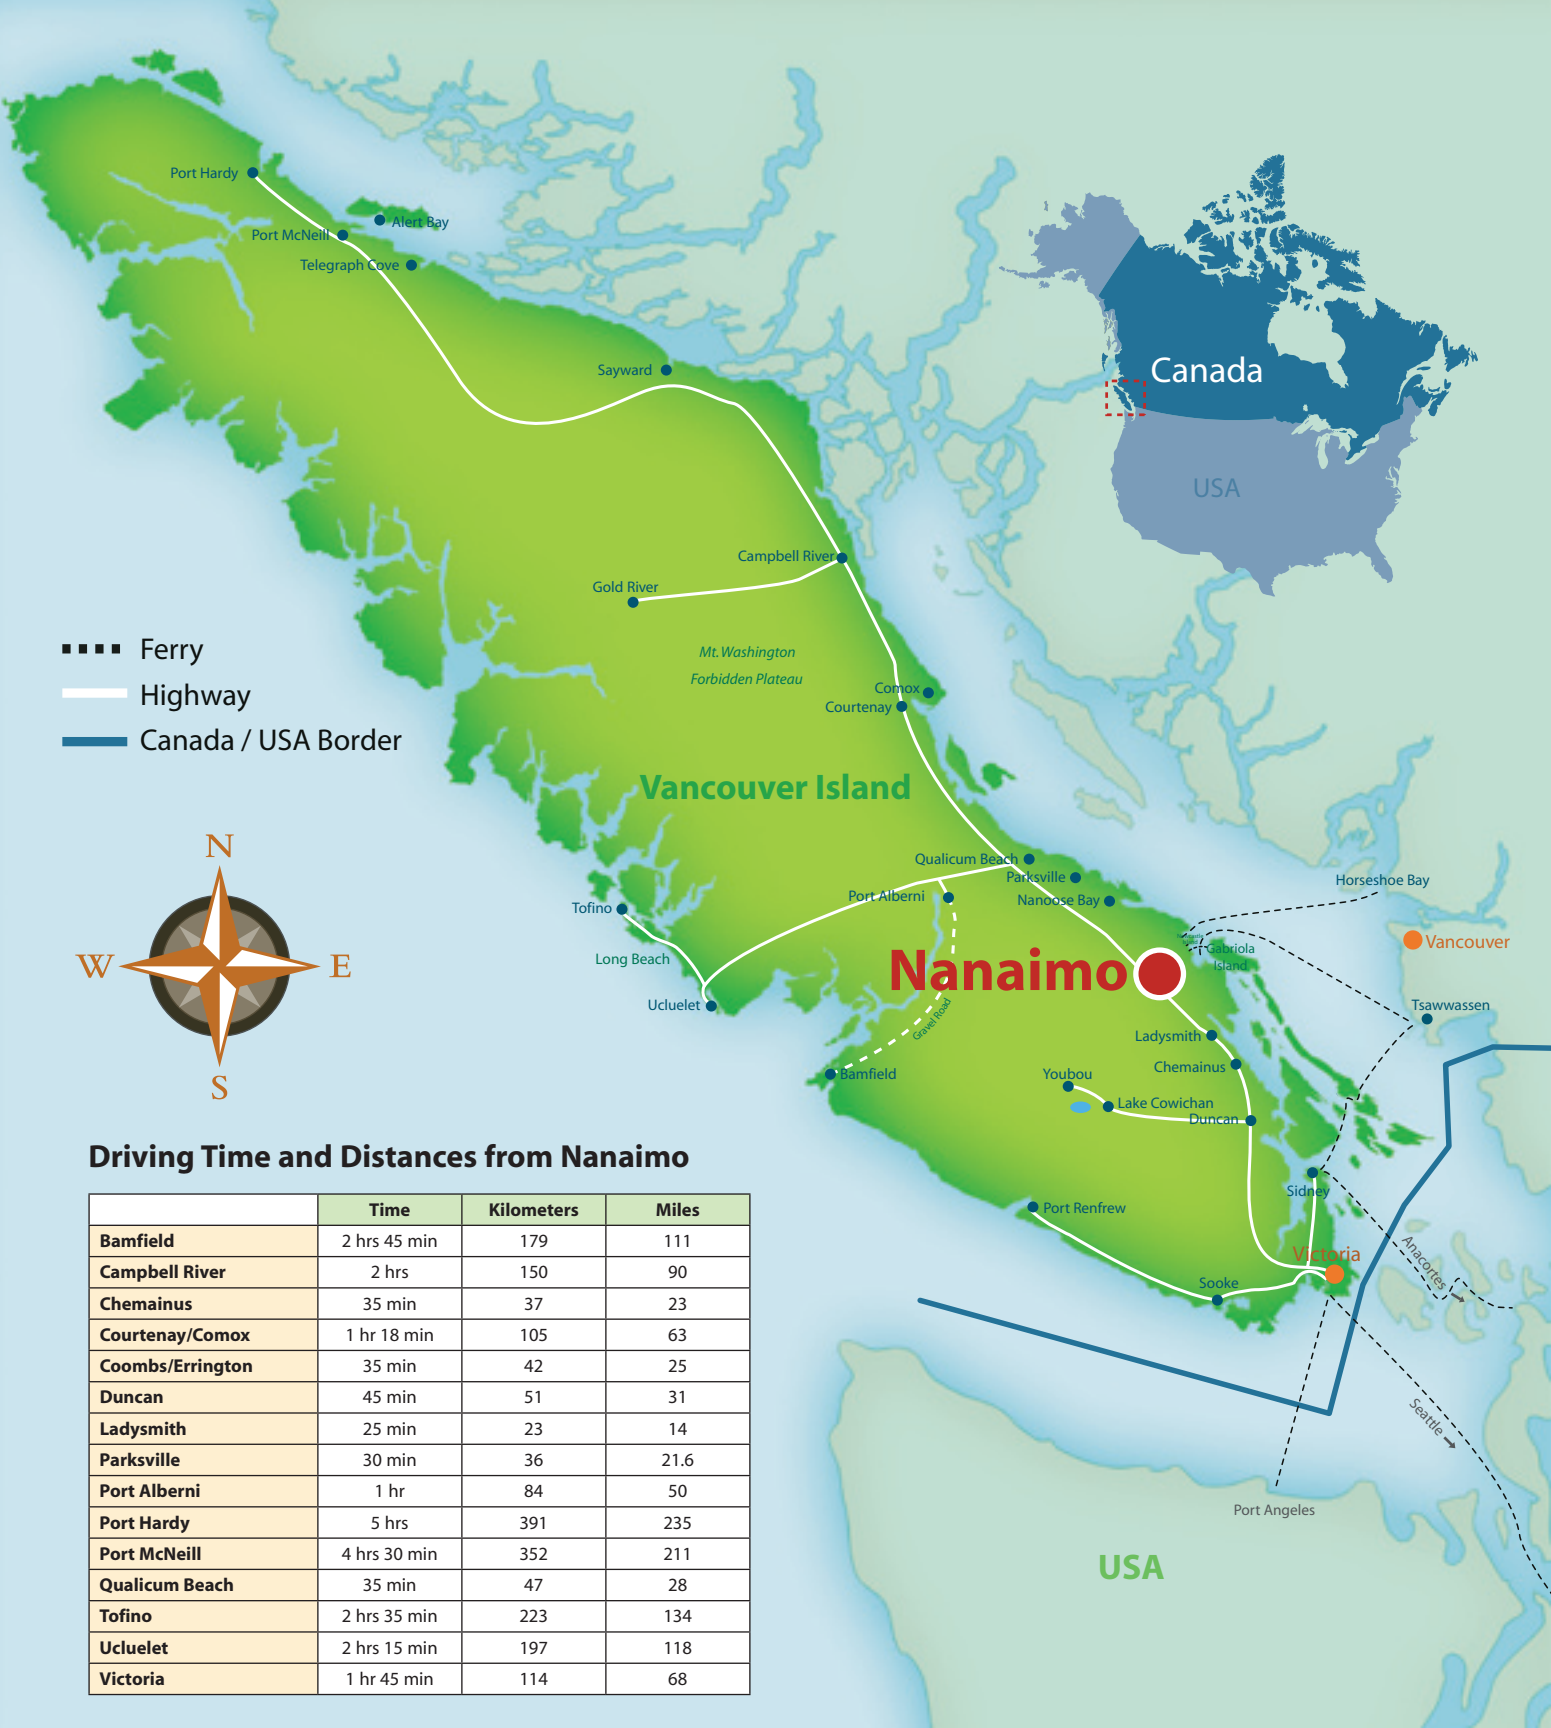 Port Hardy
Alert Bay
Port McNeill
Telegraph Cove
Sayward
Canada
USA
Campbell River
Gold River
Mt. Washington
Forbidden Plateau
Comox
Courtenay
Ferry
Highway
Canada / USA Border
Vancouver Island
N
W
E
S
Qualicum Beach
Parksville
Port Alberni
Nanoose Bay
Horseshoe Bay
Tofino
Vancouver
Gabriola
Island
Long Beach
Nanaimo
Ucluelet
Tsawwassen
Gravel Road
Ladysmith
Chemainus
Bamfield
Youbou
Lake Cowichan
Duncan
Sidney
Port Renfrew
Victoria
Anacortes
Sooke
Seattle
Port Angeles
USA
Driving Time and Distances from Nanaimo
Time Kilometers Miles
Bamfield 2 hrs 45 min 179 111
Campbell River 2 hrs 150 90
Chemainus 35 min 37 23
Courtenay/Comox 1 hr 18 min 105 63
Coombs/Errington 35 min 42 25
Duncan 45 min 51 31
Ladysmith 25 min 23 14
Parksville 30 min 36 21.6
Port Alberni 1 hr 84 50
Port Hardy 5 hrs 391 235
Port McNeill 4 hrs 30 min 352 211
Qualicum Beach 35 min 47 28
Tofino 2 hrs 35 min 223 134
Ucluelet 2 hrs 15 min 197 118
Victoria 1 hr 45 min 114 68